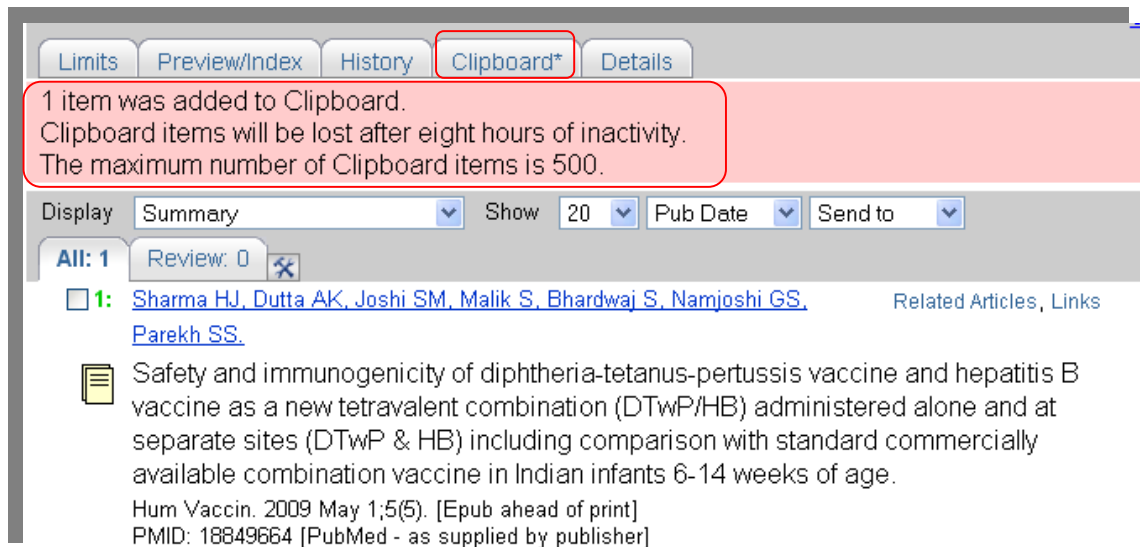 Limits Preview/Index History Clipboard* Details
1 item was added to Clipboard.
Clipboard items will be lost after eight hours of inactivity.
The maximum number of Clipboard items is 500.
Display Summary Show 20 Pub Date Send to
All: 1 Review: 0
1: Sharma HJ, Dutta AK, Joshi SM, Malik S, Bhardwaj S, Namjoshi GS, Related Articles, Links
Parekh SS.
Safety and immunogenicity of diphtheria-tetanus-pertussis vaccine and hepatitis B
vaccine as a new tetravalent combination (DTwP/HB) administered alone and at
separate sites (DTwP & HB) including comparison with standard commercially
available combination vaccine in Indian infants 6-14 weeks of age.
Hum Vaccin. 2009 May 1;5(5). [Epub ahead of print]
PMID: 18849664 [PubMed - as supplied by publisher]